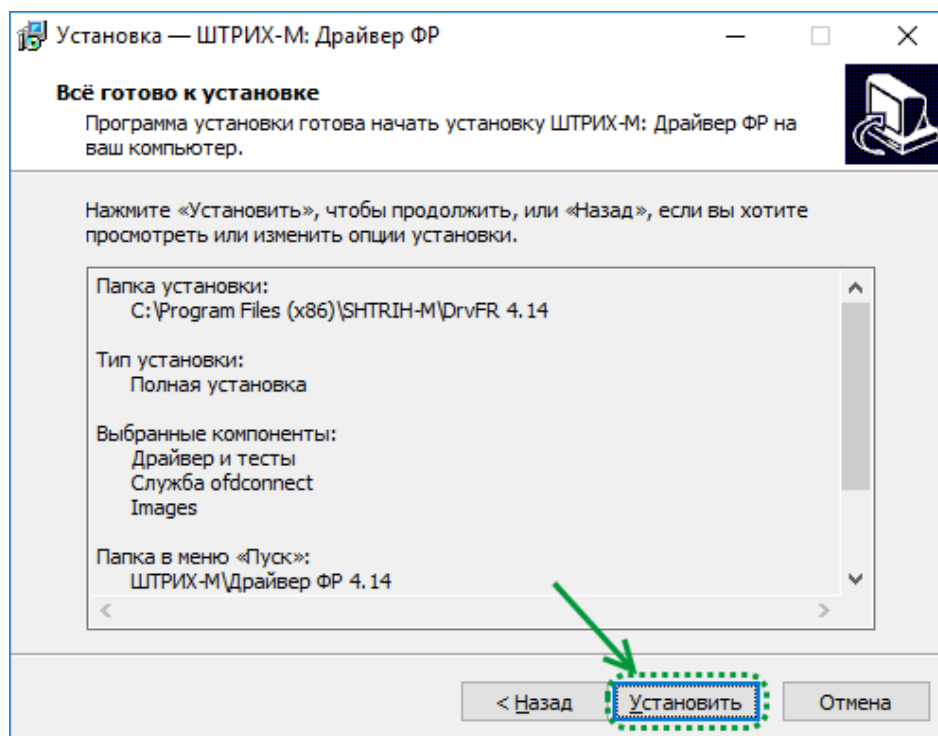 Установка — ШТРИХ-М: Драйвер ФР
Всё готово к установке
Программа установки готова начать установку ШТРИХ-М: Драйвер ФР на
ваш компьютер.
Нажмите «Установить», чтобы продолжить, или «Назад», если вы хотите
просмотреть или изменить опции установки.
Папка установки:
C:\Program Files (x86)\SHTRIH-M\DrvFR 4.14
Тип установки:
Полная установка
Выбранные компоненты:
Драйвер и тесты
Служба ofdconnect
Images
Папка в меню «Пуск»:
ШТРИХ-М\Драйвер ФР 4.14
< Назад Установить Отмена